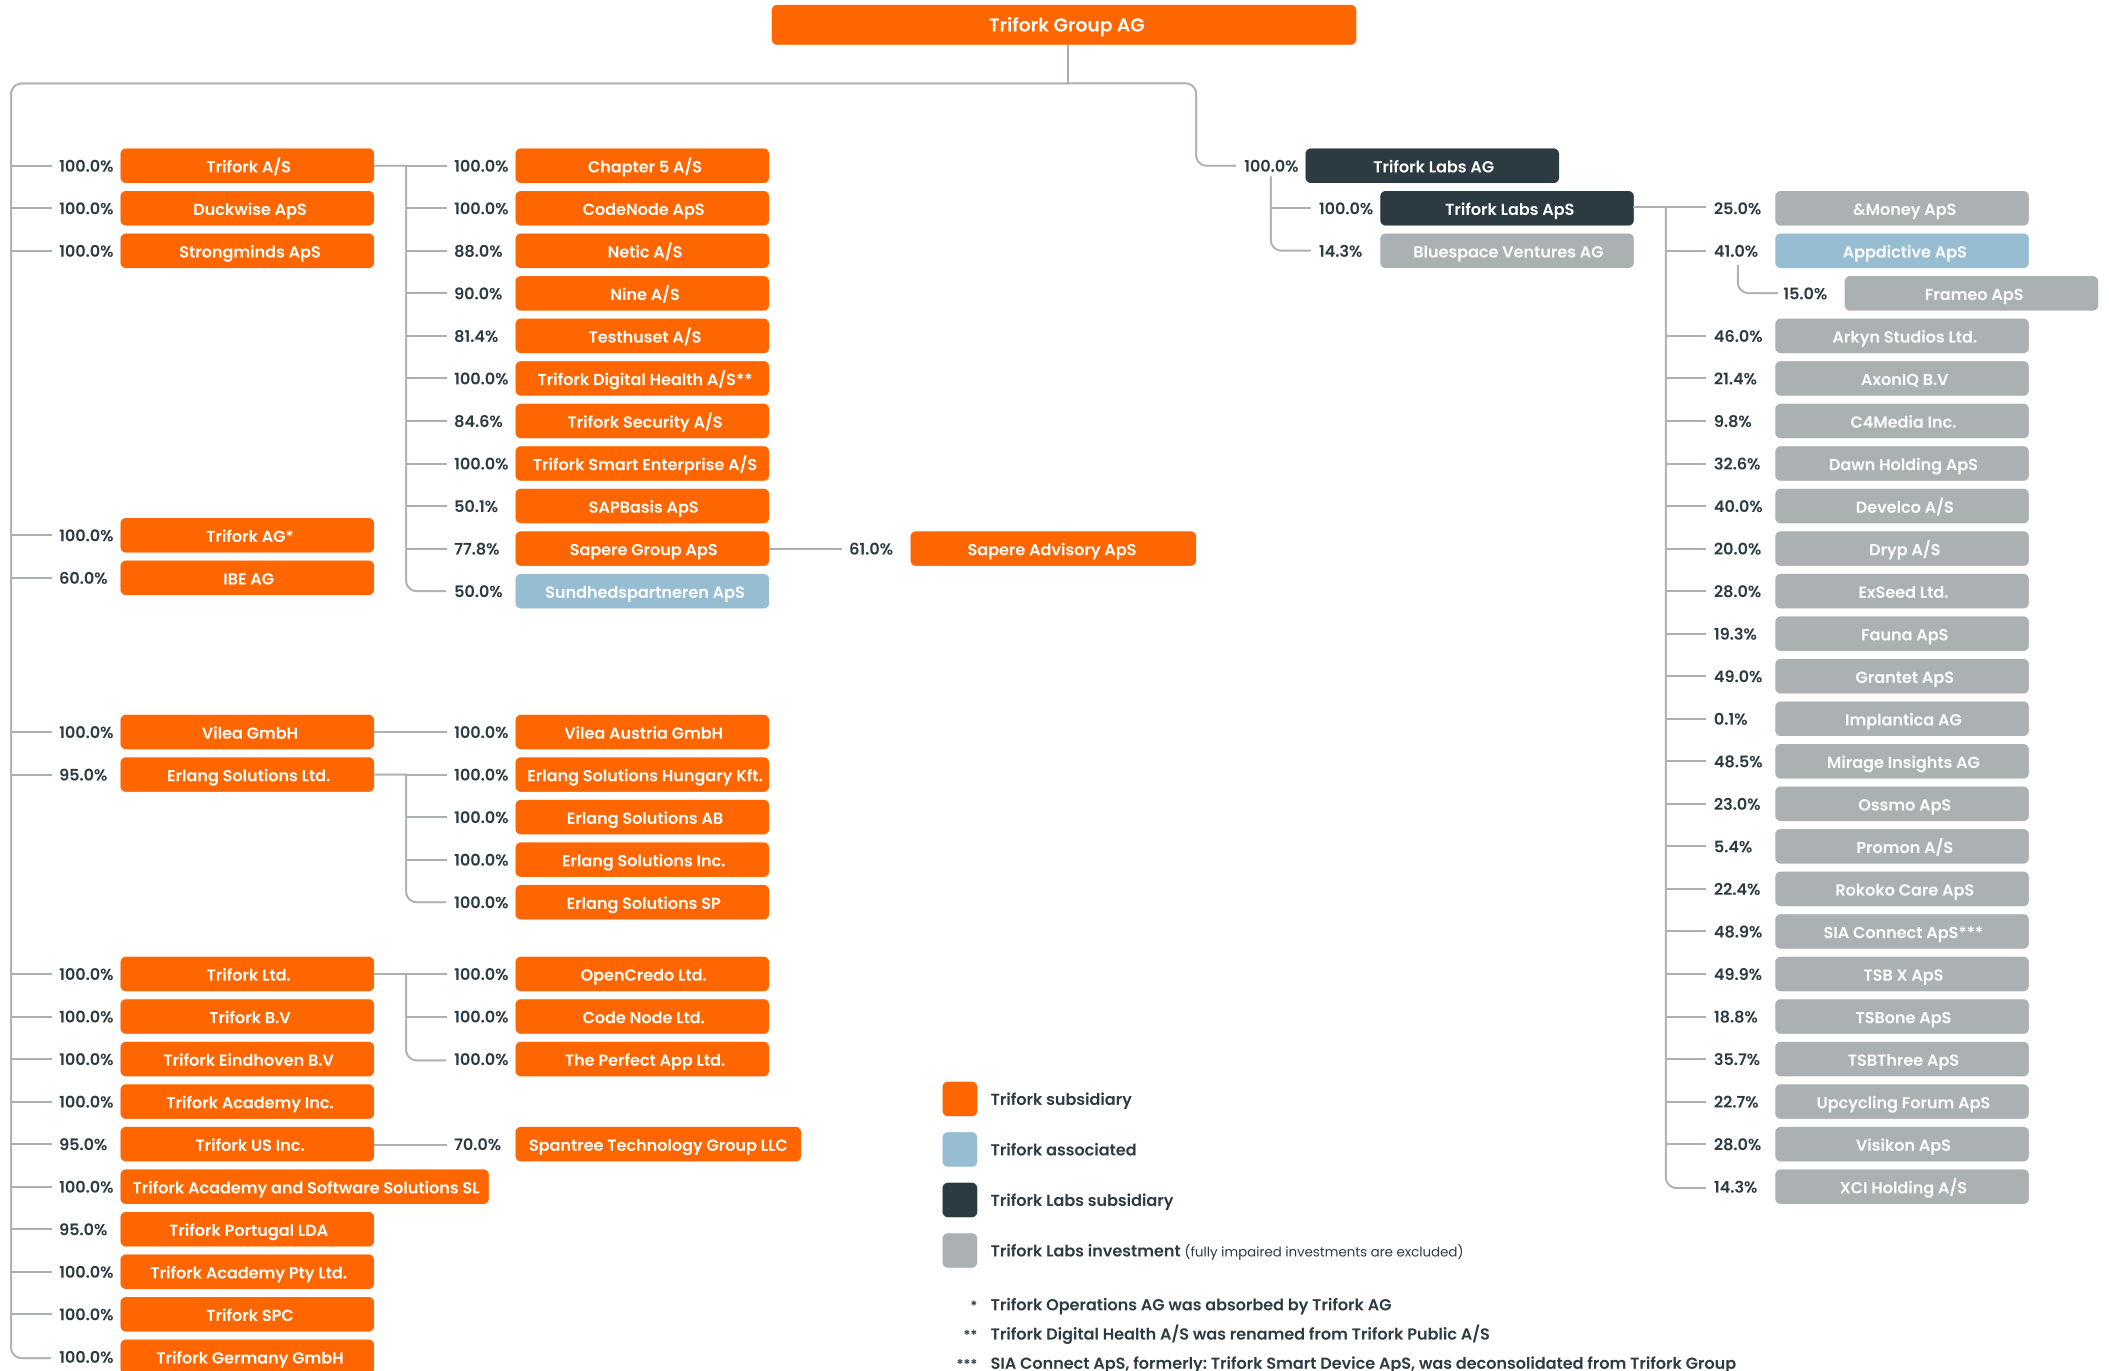 Trifork Group AG
100.0% Trifork A/S
100.0% Duckwise ApS
100.0% Strongminds ApS
100.0% Trifork AG*
60.0% IBE AG
100.0% Vilea GmbH
95.0% Erlang Solutions Ltd.
100.0% Trifork Ltd.
100.0% Trifork B.V
100.0% Trifork Eindhoven B.V
100.0% Trifork Academy Inc.
95.0% Trifork US Inc.
100.0% Trifork Academy and Software Solutions SL
95.0% Trifork Portugal LDA
100.0% Trifork Academy Pty Ltd.
100.0% Trifork SPC
100.0% Trifork Germany GmbH
100.0% Chapter 5 A/S
100.0% CodeNode ApS
88.0% Netic A/S
90.0% Nine A/S
81.4% Testhuset A/S
100.0% Trifork Digital Health A/S**
84.6% Trifork Security A/S
100.0% Trifork Smart Enterprise A/S
50.1% SAPBasis ApS
77.8% Sapere Group ApS
61.0% Sapere Advisory ApS
50.0% Sundhedspartneren ApS
100.0% Vilea Austria GmbH
100.0% Erlang Solutions Hungary Kft.
100.0% Erlang Solutions AB
100.0% Erlang Solutions Inc.
100.0% Erlang Solutions SP
100.0% OpenCredo Ltd.
100.0% Code Node Ltd.
100.0% The Perfect App Ltd.
70.0% Spantree Technology Group LLC
100.0% Trifork Labs AG
100.0% Trifork Labs ApS
14.3% Bluespace Ventures AG
25.0% &Money ApS
41.0% Appdictive ApS
15.0% Frameo ApS
46.0% Arkyn Studios Ltd.
21.4% AxonIQ B.V
9.8% C4Media Inc.
32.6% Dawn Holding ApS
40.0% Develco A/S
20.0% Dryp A/S
28.0% ExSeed Ltd.
19.3% Fauna ApS
49.0% Grantet ApS
0.1% Implantica AG
48.5% Mirage Insights AG
23.0% Ossmo ApS
5.4% Promon A/S
22.4% Rokoko Care ApS
48.9% SIA Connect ApS***
49.9% TSB X ApS
18.8% TSBone ApS
35.7% TSBThree ApS
22.7% Upcycling Forum ApS
28.0% Visikon ApS
14.3% XCI Holding A/S
Trifork subsidiary
Trifork associated
Trifork Labs subsidiary
Trifork Labs investment (fully impaired investments are excluded)
* Trifork Operations AG was absorbed by Trifork AG
** Trifork Digital Health A/S was renamed from Trifork Public A/S
*** SIA Connect ApS, formerly: Trifork Smart Device ApS, was deconsolidated from Trifork Group